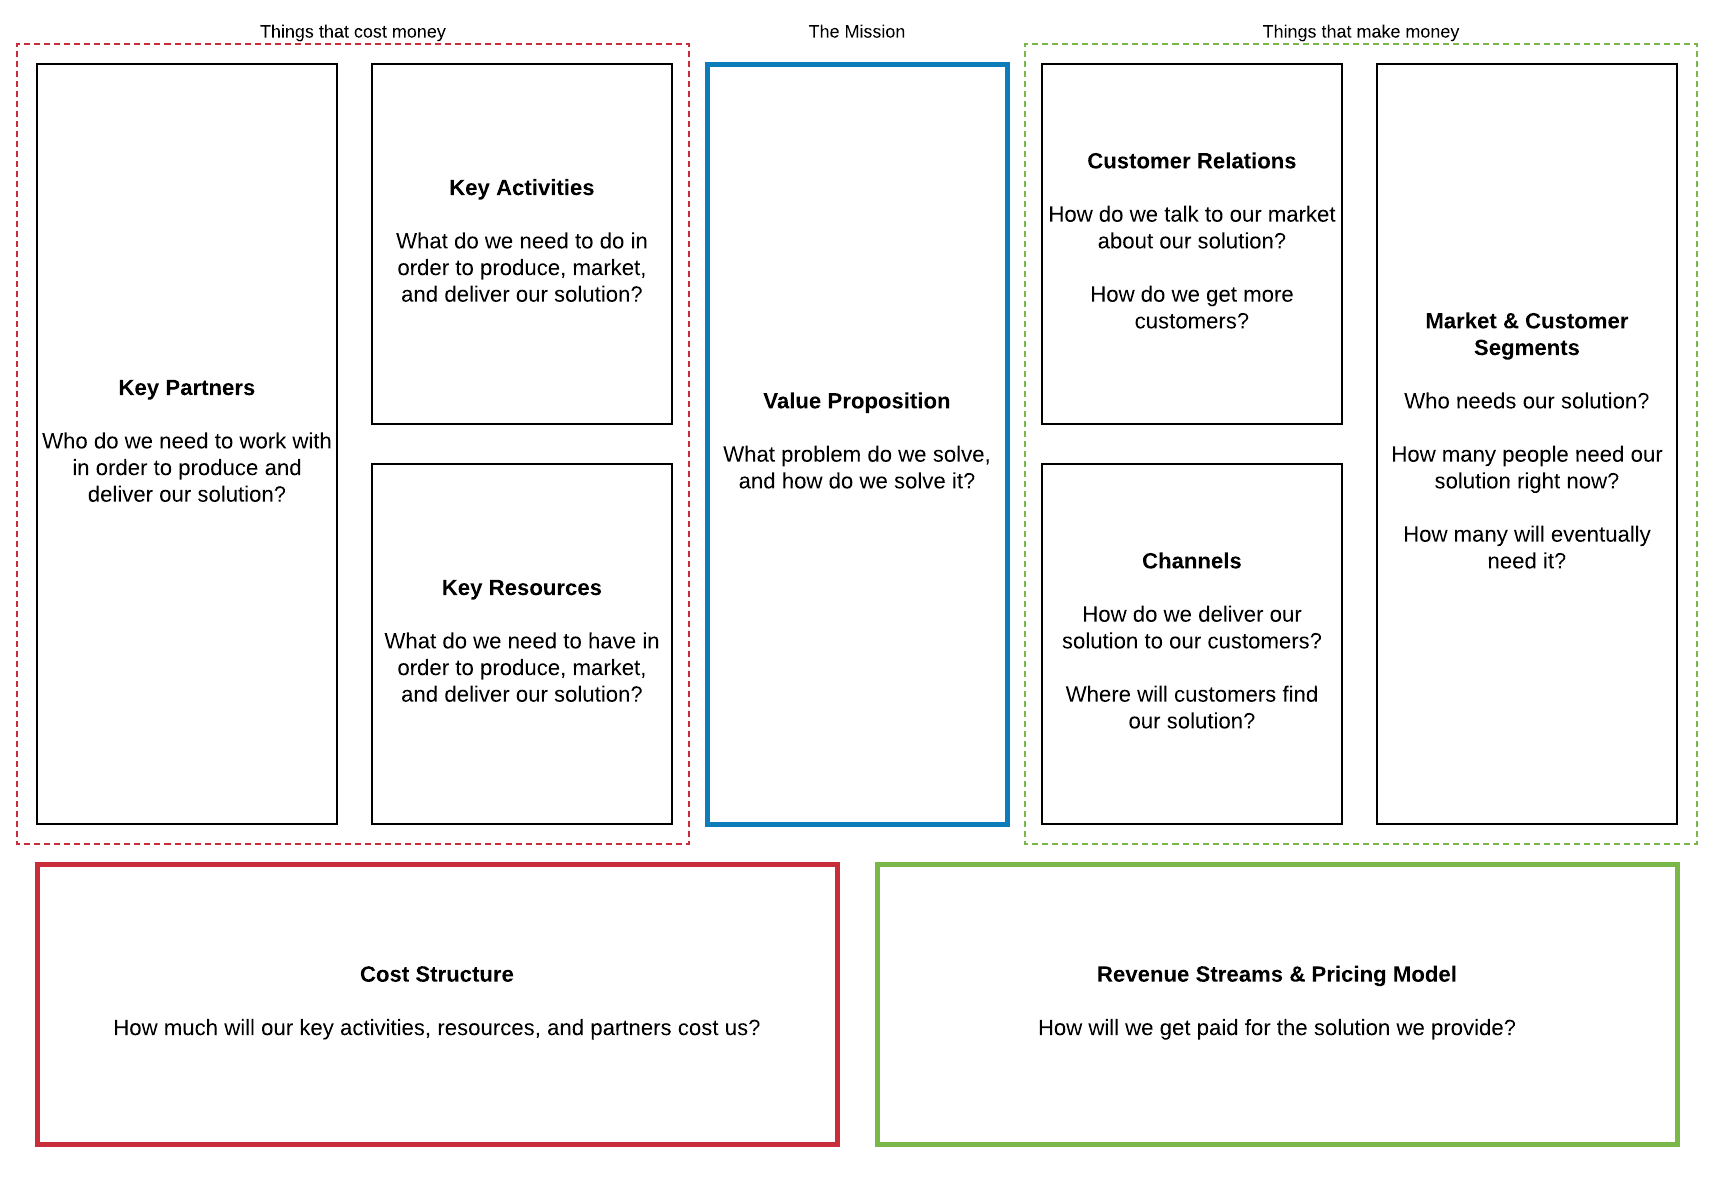 Things that cost money
The Mission
Things that make money
Key Partners
Who do we need to work with
in order to produce and
deliver our solution?
Key Activities
What do we need to do in
order to produce, market,
and deliver our solution?
Key Resources
What do we need to have in
order to produce, market,
and deliver our solution?
Value Proposition
What problem do we solve,
and how do we solve it?
Customer Relations
How do we talk to our market
about our solution?
How do we get more
customers?
Channels
How do we deliver our
solution to our customers?
Where will customers find
our solution?
Market & Customer
Segments
Who needs our solution?
How many people need our
solution right now?
How many will eventually
need it?
Cost Structure
How much will our key activities, resources, and partners cost us?
Revenue Streams & Pricing Model
How will we get paid for the solution we provide?